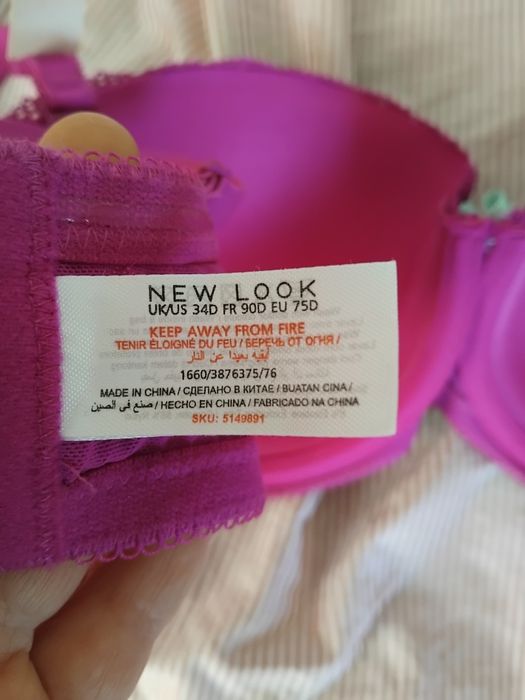 NEW LOOK
UK/US 34D FR 90D EU 75D
KEEP AWAY FROM FIRE
TENIR ÉLOIGNÉ DU FEU / БЕРЕЧЬ ОТ ОГНЯ /
أبقيه بعيدا عن النار
1660/3876375/76
MADE IN CHINA / СДЕЛАНО В КИТАЕ / BUATAN CINA /
صنع في الصين / HECHO EN CHINA / FABRICADO NA CHINA
SKU: 5149891